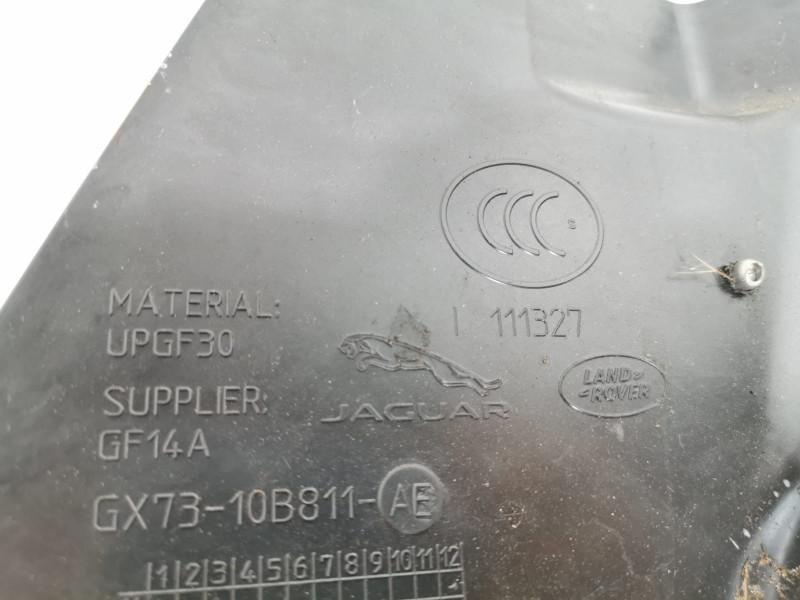 CCC S
I 111327
MATERIAL:
UPGF30
SUPPLIER:
GF14A
JAGUAR
LAND
ROVER
GX73-10B811-AE
1 2 3 4 5 6 7 8 9 10 11 12